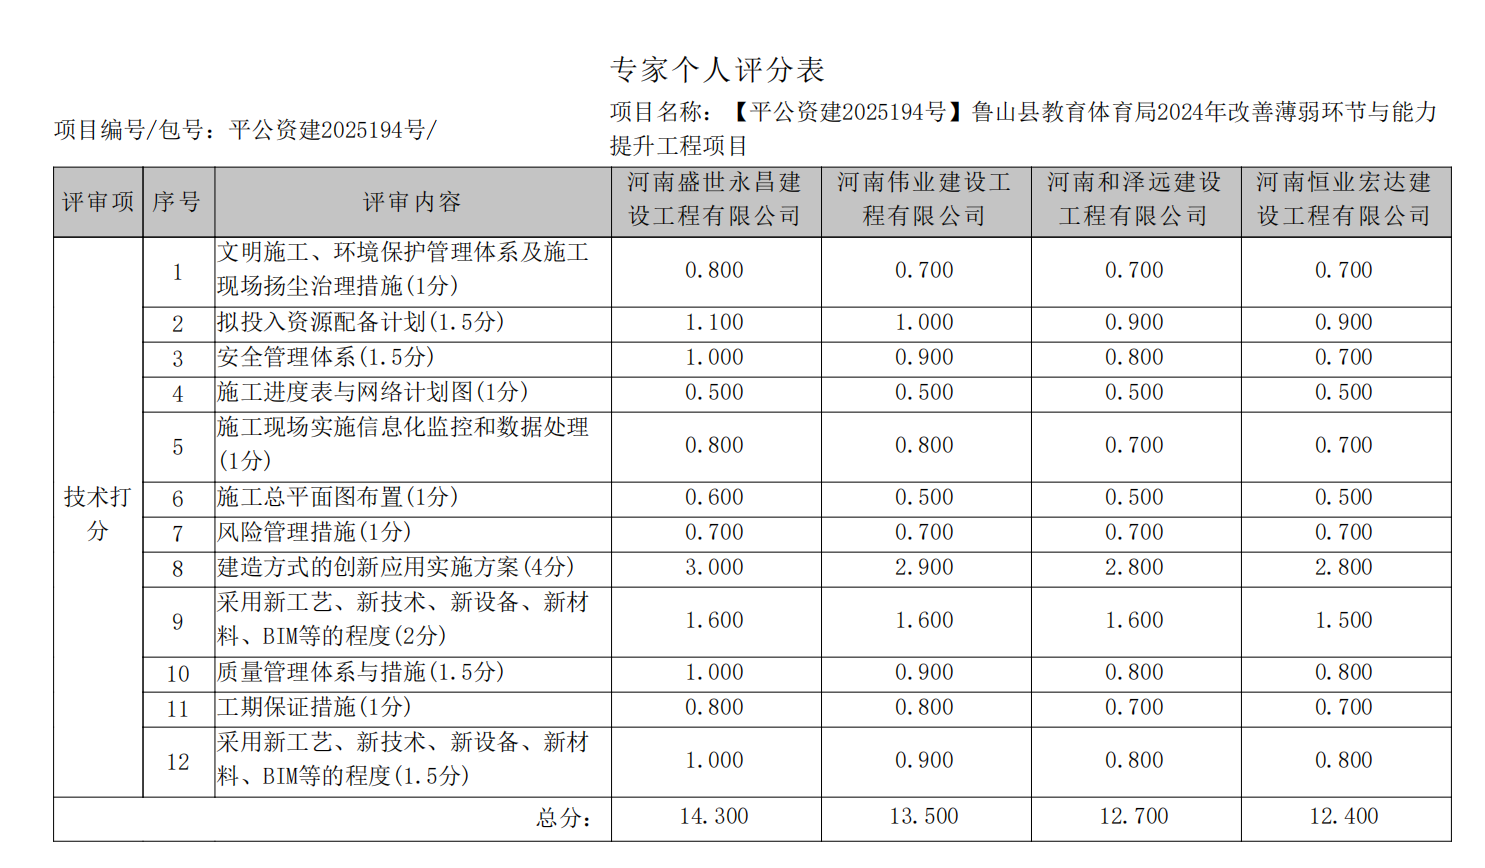 专家个人评分表
项目编号/包号：平公资建2025194号/
项目名称：【平公资建2025194号】鲁山县教育体育局2024年改善薄弱环节与能力
提升工程项目
评审项 序号 评审内容 河南盛世永昌建 河南伟业建设工 河南和泽远建设 河南恒业宏达建
设工程有限公司 程有限公司 工程有限公司 设工程有限公司
技术打
分
1 文明施工、环境保护管理体系及施工
现场扬尘治理措施(1分) 0.800 0.700 0.700 0.700
2 拟投入资源配备计划(1.5分) 1.100 1.000 0.900 0.900
3 安全管理体系(1.5分) 1.000 0.900 0.800 0.700
4 施工进度表与网络计划图(1分) 0.500 0.500 0.500 0.500
5 施工现场实施信息化监控和数据处理
(1分) 0.800 0.800 0.700 0.700
6 施工总平面图布置(1分) 0.600 0.500 0.500 0.500
7 风险管理措施(1分) 0.700 0.700 0.700 0.700
8 建造方式的创新应用实施方案(4分) 3.000 2.900 2.800 2.800
9 采用新工艺、新技术、新设备、新材
料、BIM等的程度(2分) 1.600 1.600 1.600 1.500
10 质量管理体系与措施(1.5分) 1.000 0.900 0.800 0.800
11 工期保证措施(1分) 0.800 0.800 0.700 0.700
12 采用新工艺、新技术、新设备、新材
料、BIM等的程度(1.5分) 1.000 0.900 0.800 0.800
总分： 14.300 13.500 12.700 12.400